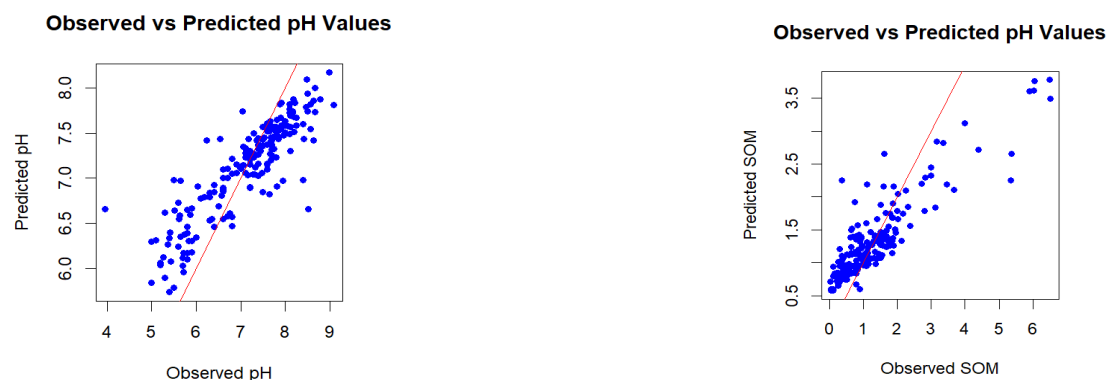 Observed vs Predicted pH Values
Predicted pH
8.0
7.5
7.0
6.5
6.0
4 5 6 7 8 9
Observed pH
Observed vs Predicted pH Values
Predicted SOM
3.5
2.5
1.5
0.5
0 1 2 3 4 5 6
Observed SOM